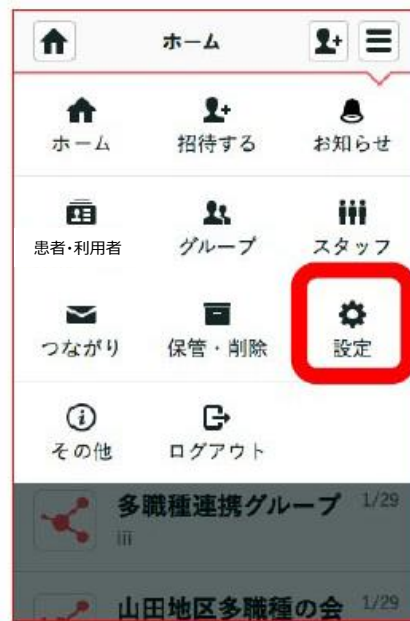 ホーム
ホーム 招待する お知らせ
患者・利用者 グループ スタッフ
つながり 保管・削除 設定
その他 ログアウト
多職種連携グループ 1/29
iii
山田地区多職種の会 1/29